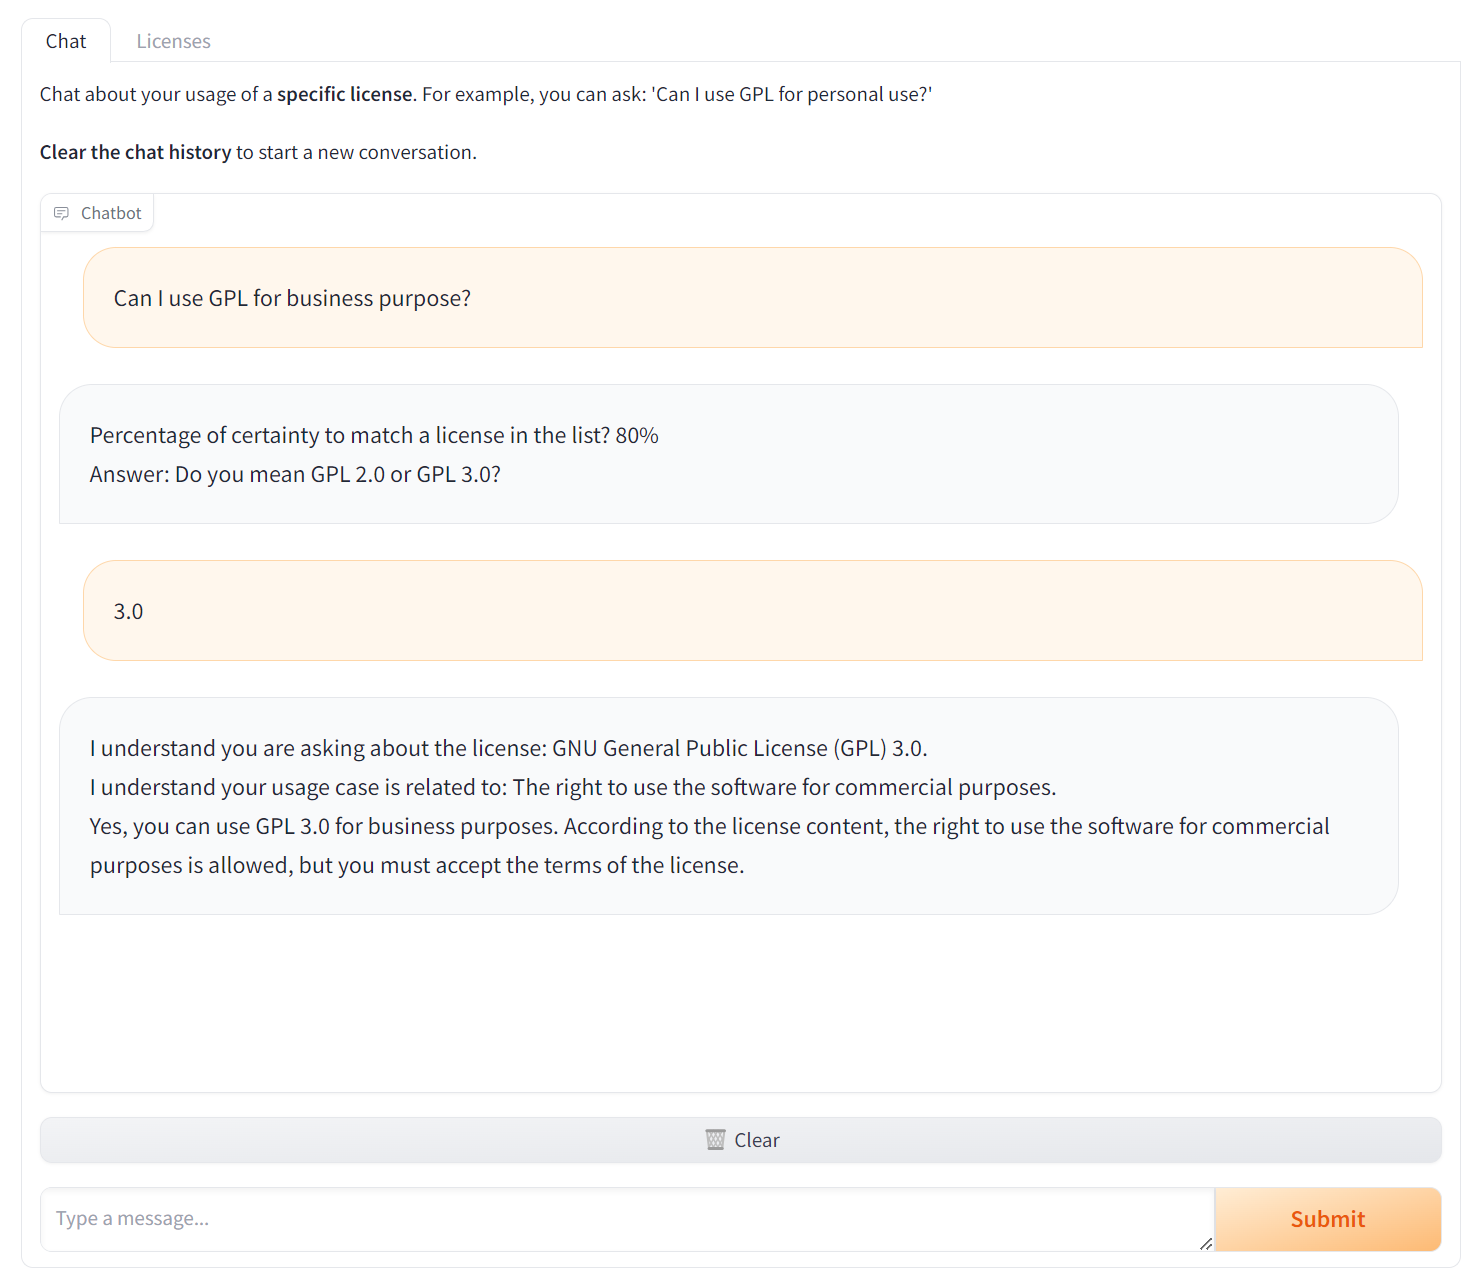 Chat Licenses
Chat about your usage of a specific license. For example, you can ask: 'Can I use GPL for personal use?'
Clear the chat history to start a new conversation.
Chatbot
Can I use GPL for business purpose?
Percentage of certainty to match a license in the list? 80%
Answer: Do you mean GPL 2.0 or GPL 3.0?
3.0
I understand you are asking about the license: GNU General Public License (GPL) 3.0.
I understand your usage case is related to: The right to use the software for commercial purposes.
Yes, you can use GPL 3.0 for business purposes. According to the license content, the right to use the software for commercial
purposes is allowed, but you must accept the terms of the license.
Clear
Type a message...
Submit